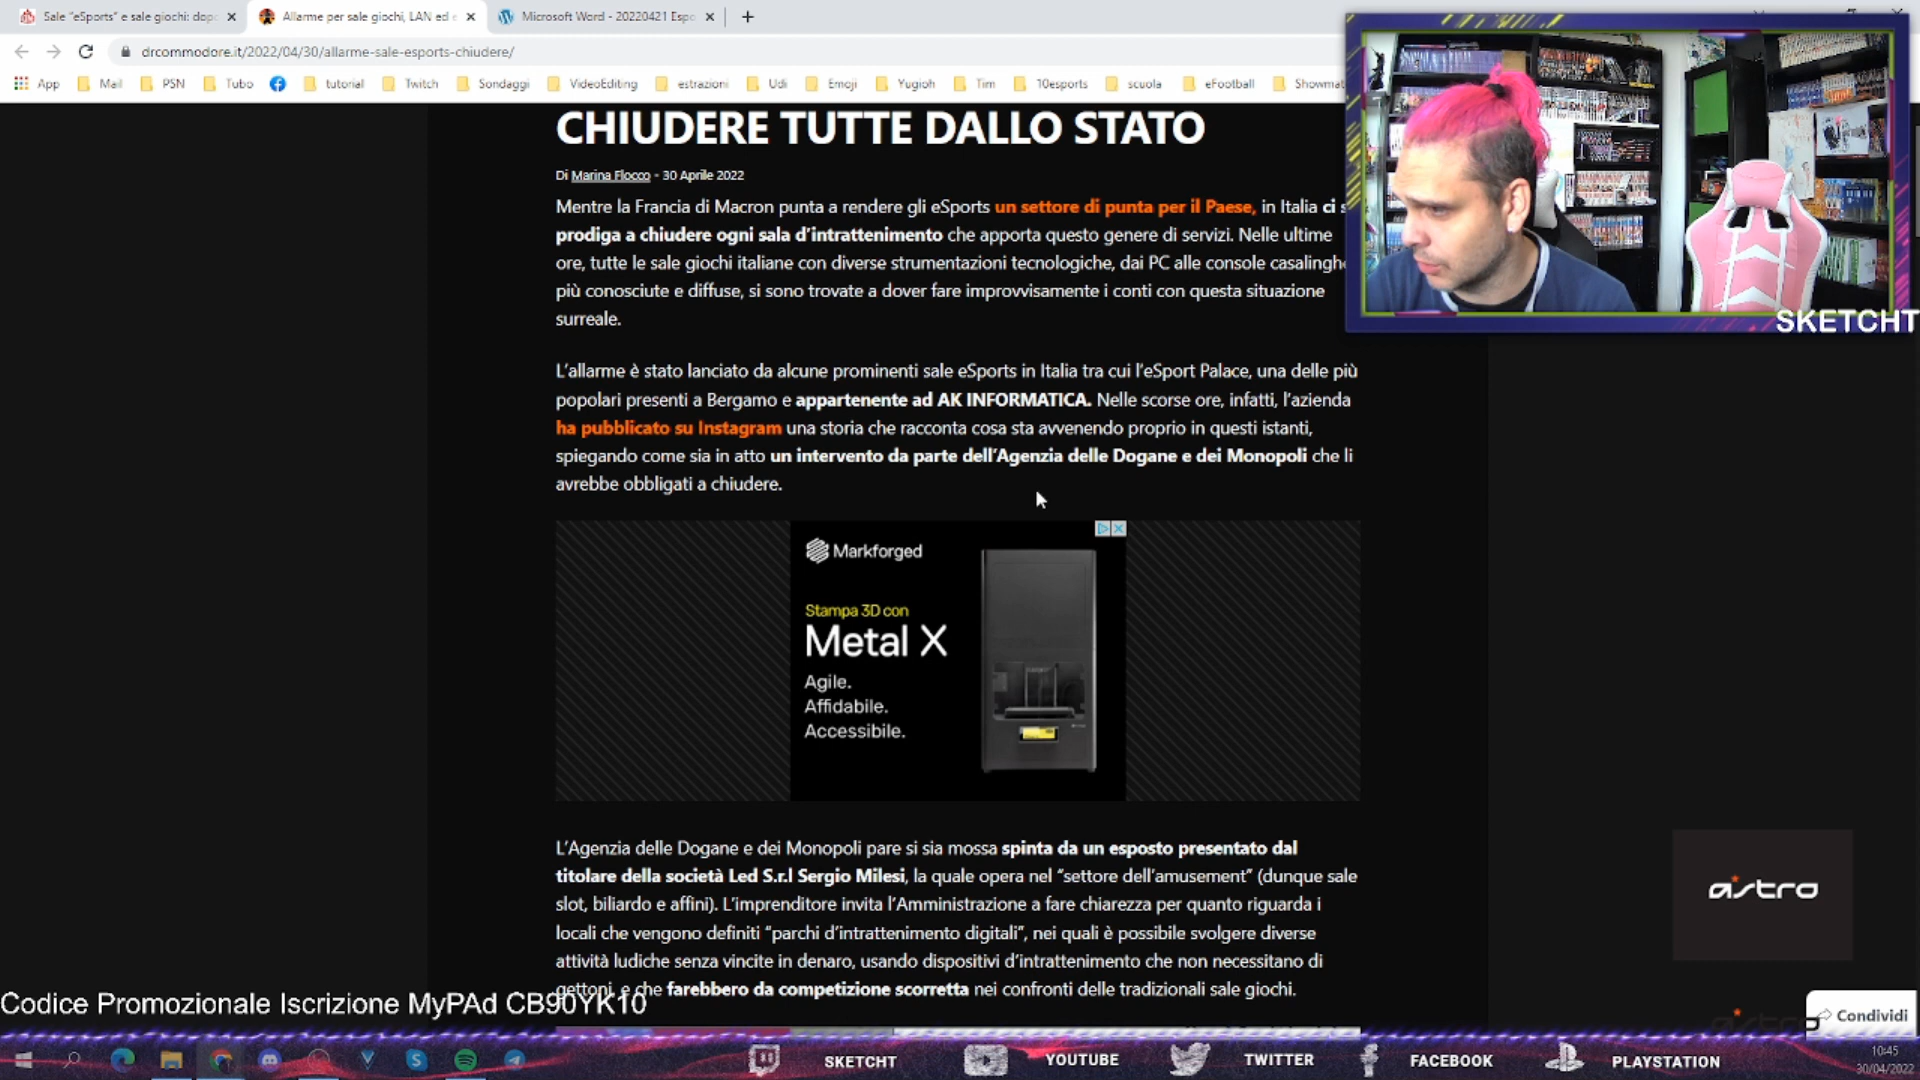 Sale "eSports" e sale giochi: dopo
Allarme per sale giochi, LAN ed e
Microsoft Word - 20220421 Espo
drcommodore.it/2022/04/30/allarme-sale-esports-chiudere/
App Mail PSN Tubo tutorial Twitch Sondaggi VideoEditing estrazioni Udi Emoji Yugioh Tim 10esports scuola eFootball Showmat
CHIUDERE TUTTE DALLO STATO
Di Marina Flocco - 30 Aprile 2022
Mentre la Francia di Macron punta a rendere gli eSports un settore di punta per il Paese, in Italia ci s
prodiga a chiudere ogni sala d'intrattenimento che apporta questo genere di servizi. Nelle ultime
ore, tutte le sale giochi italiane con diverse strumentazioni tecnologiche, dai PC alle console casalinghe
più conosciute e diffuse, si sono trovate a dover fare improvvisamente i conti con questa situazione
surreale.
L'allarme è stato lanciato da alcune prominenti sale eSports in Italia tra cui l'eSport Palace, una delle più
popolari presenti a Bergamo e appartenente ad AK INFORMATICA. Nelle scorse ore, infatti, l'azienda
ha pubblicato su Instagram una storia che racconta cosa sta avvenendo proprio in questi istanti,
spiegando come sia in atto un intervento da parte dell'Agenzia delle Dogane e dei Monopoli che li
avrebbe obbligati a chiudere.
Markforged
Stampa 3D con
Metal X
Agile.
Affidabile.
Accessibile.
L'Agenzia delle Dogane e dei Monopoli pare si sia mossa spinta da un esposto presentato dal
titolare della società Led S.r.l Sergio Milesi, la quale opera nel "settore dell'amusement" (dunque sale
slot, biliardo e affini). L'imprenditore invita l'Amministrazione a fare chiarezza per quanto riguarda i
locali che vengono definiti "parchi d'intrattenimento digitali", nei quali è possibile svolgere diverse
attività ludiche senza vincite in denaro, usando dispositivi d'intrattenimento che non necessitano di
gettoni, e che farebbero da competizione scorretta nei confronti delle tradizionali sale giochi.
SKETCHT
astro
Codice Promozionale Iscrizione MyPAd CB90YK10
Condividi
astro
SKETCHT YOUTUBE TWITTER FACEBOOK PLAYSTATION
10:45
30/04/2022